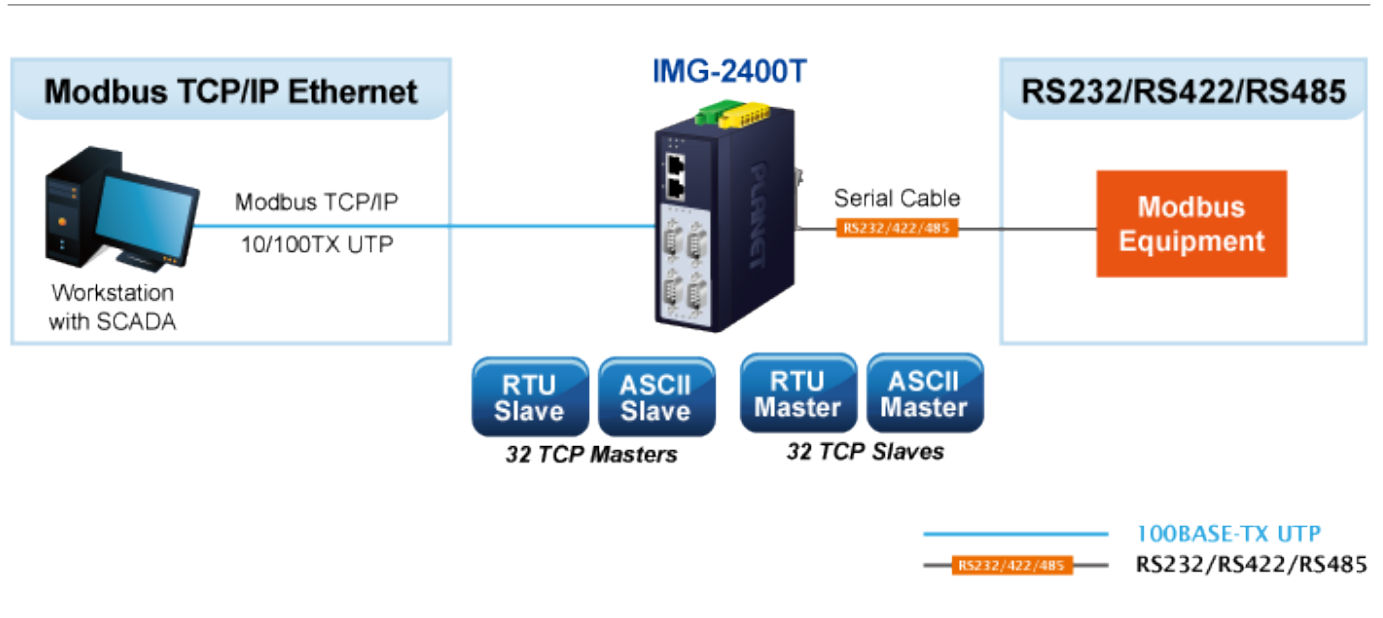 IMG-2400T
Modbus TCP/IP Ethernet
RS232/RS422/RS485
PLANET
Modbus TCP/IP
10/100TX UTP
Workstation
with SCADA
Serial Cable
RS232/422/485
Modbus
Equipment
RTU
Slave
ASCII
Slave
32 TCP Masters
RTU
Master
ASCII
Master
32 TCP Slaves
100BASE-TX UTP
RS232/422/485
RS232/RS422/RS485